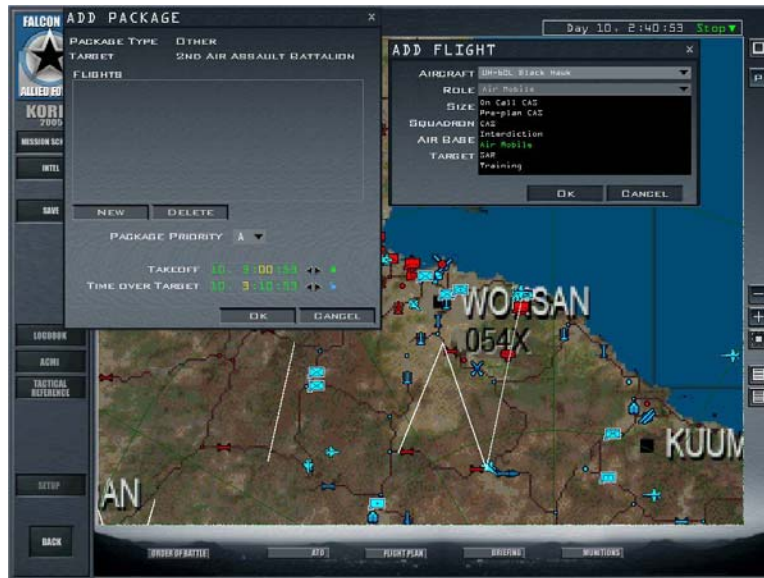 FALCON
ALLIED FO
KORE
2005
MISSION SCH
INTEL
SAVE
LOGBOOK
ACMI
TACTICAL
REFERENCE
SETUP
BACK
ADD PACKAGE x
PACKAGE TYPE OTHER
TARGET 2ND AIR ASSAULT BATTALION
FLIGHTS
NEW DELETE
PACKAGE PRIORITY A
TAKEOFF 10, 3:00:53
TIME OVER TARGET 10, 3:10:53
OK CANCEL
Day 10, 2:40:53 Stop
ADD FLIGHT x
AIRCRAFT UH-60L Black Hawk
ROLE Air Mobile
SIZE
SQUADRON
AIR BASE
TARGET
On Call CAS
Pre-plan CAS
CAS
Interdiction
Air Mobile
SAR
Training
OK CANCEL
P
WONSAN
054X
KUUM
AN
ORDER OF BATTLE ATO FLIGHT PLAN BRIEFING MUNITIONS